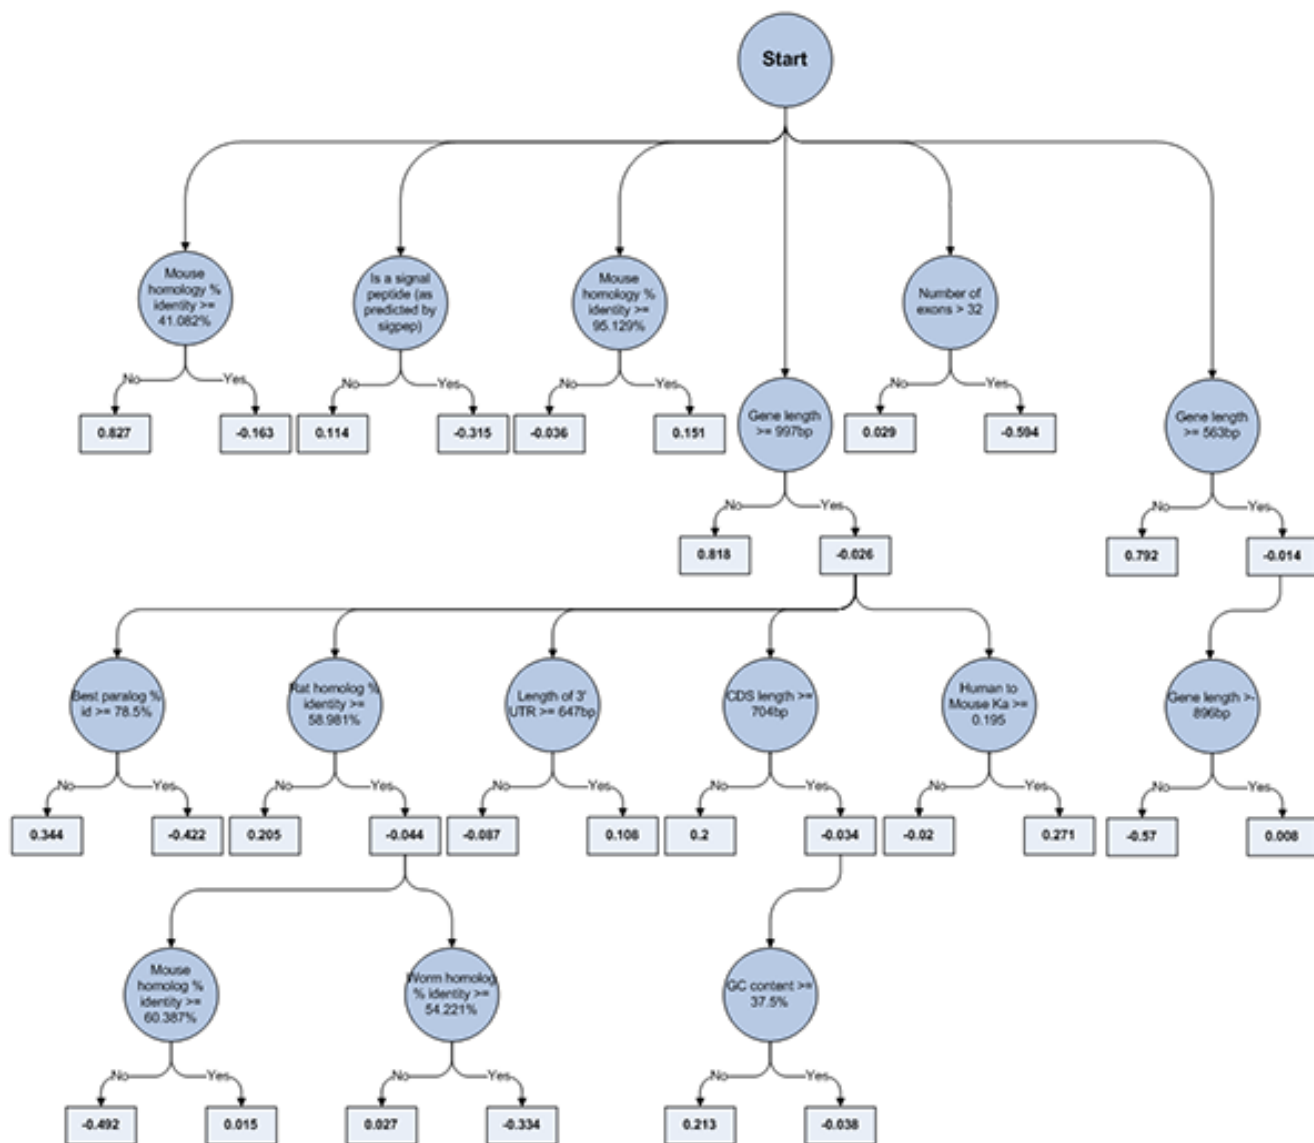 Start
Mouse
homology %
identity >=
41.082%
Is a signal
peptide (as
predicted by
sigpep)
Mouse
homology %
identity >=
95.129%
Number of
exons > 32
No
Yes
No
Yes
No
Yes
No
Yes
Gene length
>= 997bp
Gene length
>= 563bp
0.827
-0.163
0.114
-0.315
-0.036
0.151
0.029
-0.594
No
Yes
No
Yes
0.818
-0.026
0.792
-0.014
Best paralog %
id >= 78.5%
Rat homolog %
identity >=
58.981%
Length of 3'
UTR >= 647bp
CDS length >=
704bp
Human to
Mouse Ka >=
0.195
Gene length >-
896bp
No
Yes
No
Yes
No
Yes
No
Yes
No
Yes
No
Yes
0.344
-0.422
0.205
-0.044
-0.087
0.108
0.2
-0.034
-0.02
0.271
-0.57
0.008
Mouse
homolog %
identity >=
60.387%
Worm homolog
% identity >=
54.221%
GC content >=
37.5%
No
Yes
No
Yes
No
Yes
-0.492
0.015
0.027
-0.334
0.213
-0.038